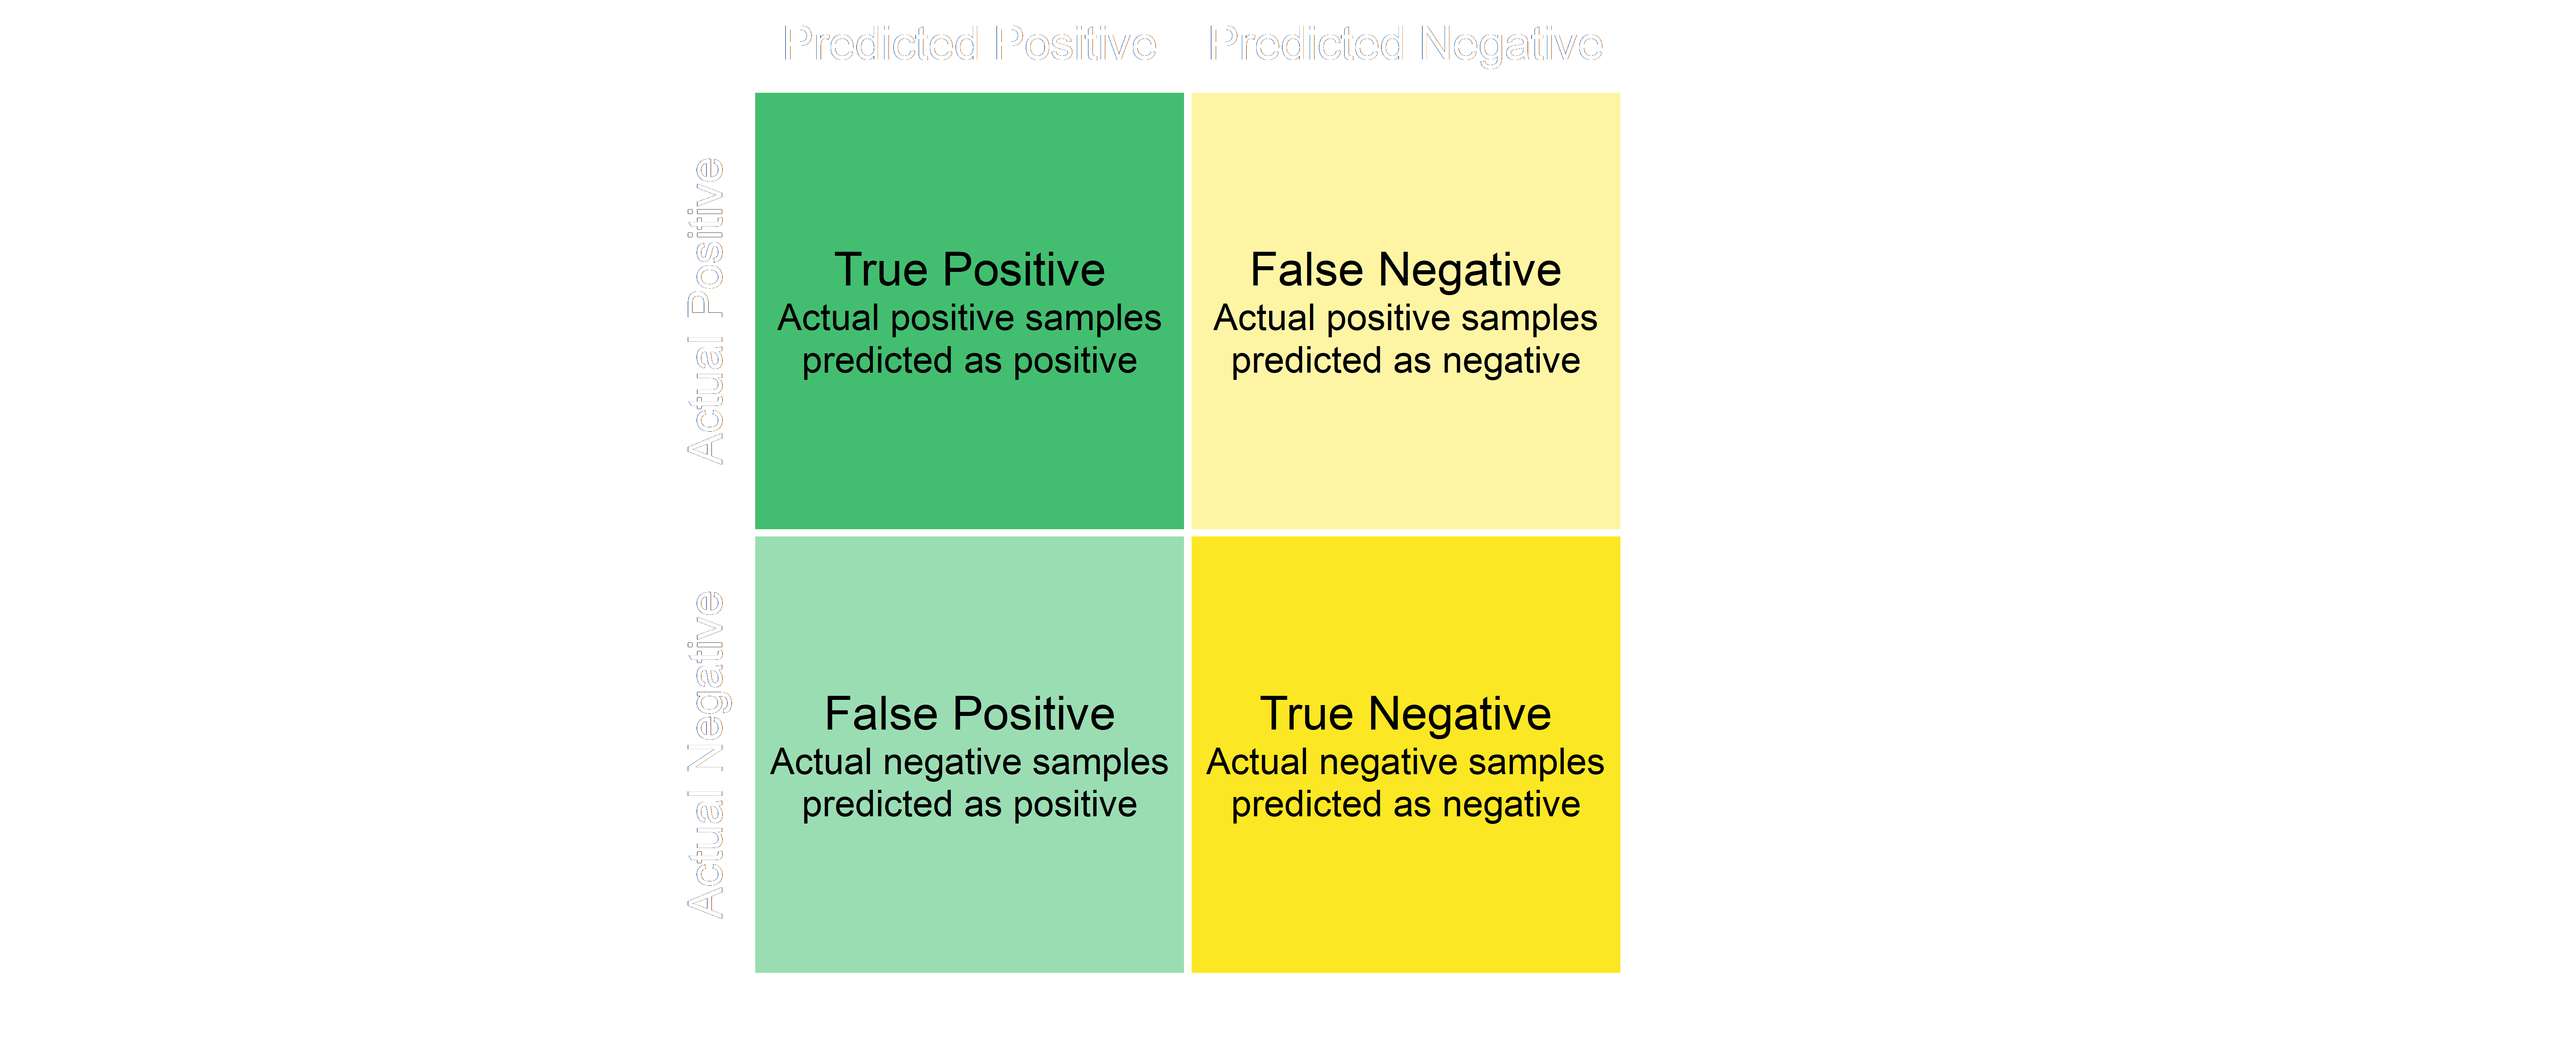 Predicted Positive
Predicted Negative
Actual Positive
True Positive
Actual positive samples
predicted as positive
False Negative
Actual positive samples
predicted as negative
Actual Negative
False Positive
Actual negative samples
predicted as positive
True Negative
Actual negative samples
predicted as negative